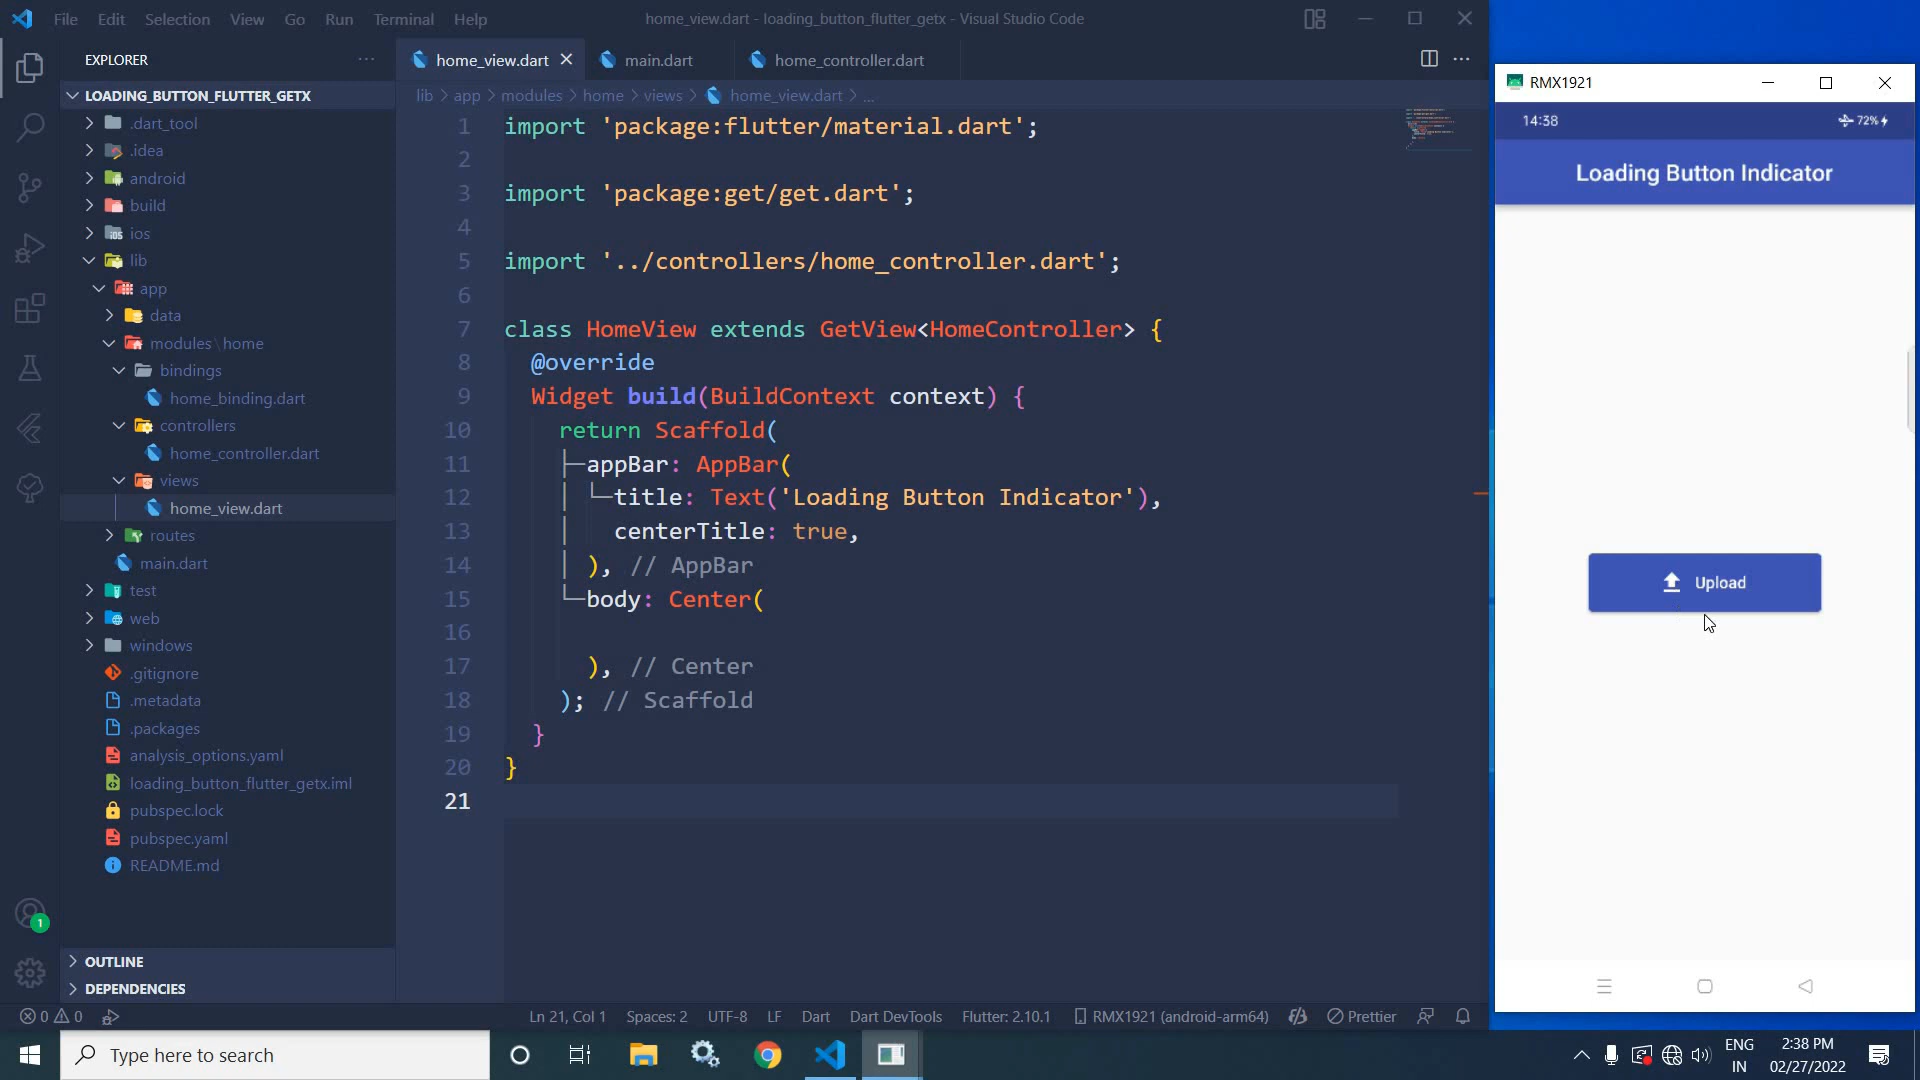 File Edit Selection View Go Run Terminal Help
home_view.dart - loading_button_flutter_getx - Visual Studio Code
EXPLORER
LOADING_BUTTON_FLUTTER_GETX
.dart_tool
.idea
android
build
ios
lib
app
data
modules \ home
bindings
home_binding.dart
controllers
home_controller.dart
views
home_view.dart
routes
main.dart
test
web
windows
.gitignore
.metadata
.packages
analysis_options.yaml
loading_button_flutter_getx.iml
pubspec.lock
pubspec.yaml
README.md
OUTLINE
DEPENDENCIES
1
home_view.dart main.dart home_controller.dart
lib > app > modules > home > views > home_view.dart > ...
1 import 'package:flutter/material.dart';
2
3 import 'package:get/get.dart';
4
5 import '../controllers/home_controller.dart';
6
7 class HomeView extends GetView<HomeController> {
8 @override
9 Widget build(BuildContext context) {
10 return Scaffold(
11 appBar: AppBar(
12 title: Text('Loading Button Indicator'),
13 centerTitle: true,
14 ), // AppBar
15 body: Center(
16
17 ), // Center
18 ); // Scaffold
19 }
20 }
21
0 0
Ln 21, Col 1 Spaces: 2 UTF-8 LF Dart Dart DevTools Flutter: 2.10.1 RMX1921 (android-arm64) Prettier
RMX1921
14:38 72%
Loading Button Indicator
Upload
Type here to search
ENG
IN
2:38 PM
02/27/2022